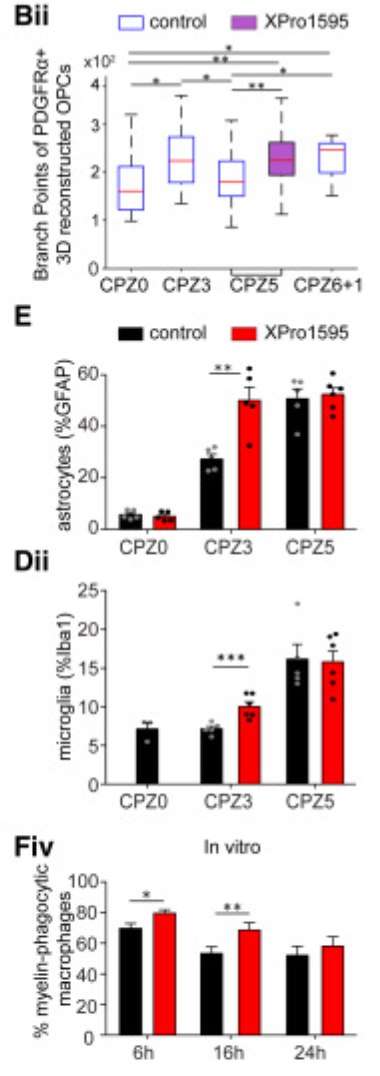 Bii
control XPro1595
x10²
Branch Points of PDGFRα+
3D reconstructed OPCs
4
3
2
1
0
* ** * * * **
CPZ0 CPZ3 CPZ5 CPZ6+1
E
control XPro1595
astrocytes (%GFAP)
60
40
20
0
**
CPZ0 CPZ3 CPZ5
Dii
microglia (%Iba1)
25
20
15
10
5
0
***
CPZ0 CPZ3 CPZ5
Fiv
In vitro
% myelin-phagocytic
macrophages
100
80
60
40
20
0
* **
6h 16h 24h